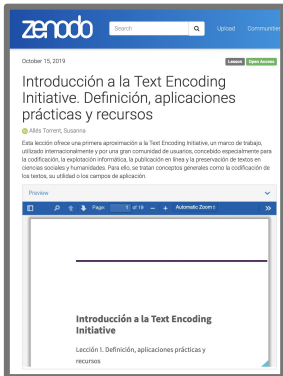 zenodo
Search
Upload
Communities
October 15, 2019
Lesson
Open Access
Introducción a la Text Encoding
Initiative. Definición, aplicaciones
prácticas y recursos
Allés Torrent, Susanna
Esta lección ofrece una primera aproximación a la Text Encoding Initiative, un marco de trabajo,
utilizado internacionalmente y por una gran comunidad de usuarios, concebido especialmente para
la codificación, la explotación informática, la publicación en línea y la preservación de textos en
ciencias sociales y humanidades. Para ello, se tratan conceptos generales como la codificación de
los textos, su utilidad o los campos de aplicación.
Preview
Page: 1 of 19
Automatic Zoom
Introducción a la Text Encoding
Initiative
Lección 1. Definición, aplicaciones prácticas y
recursos